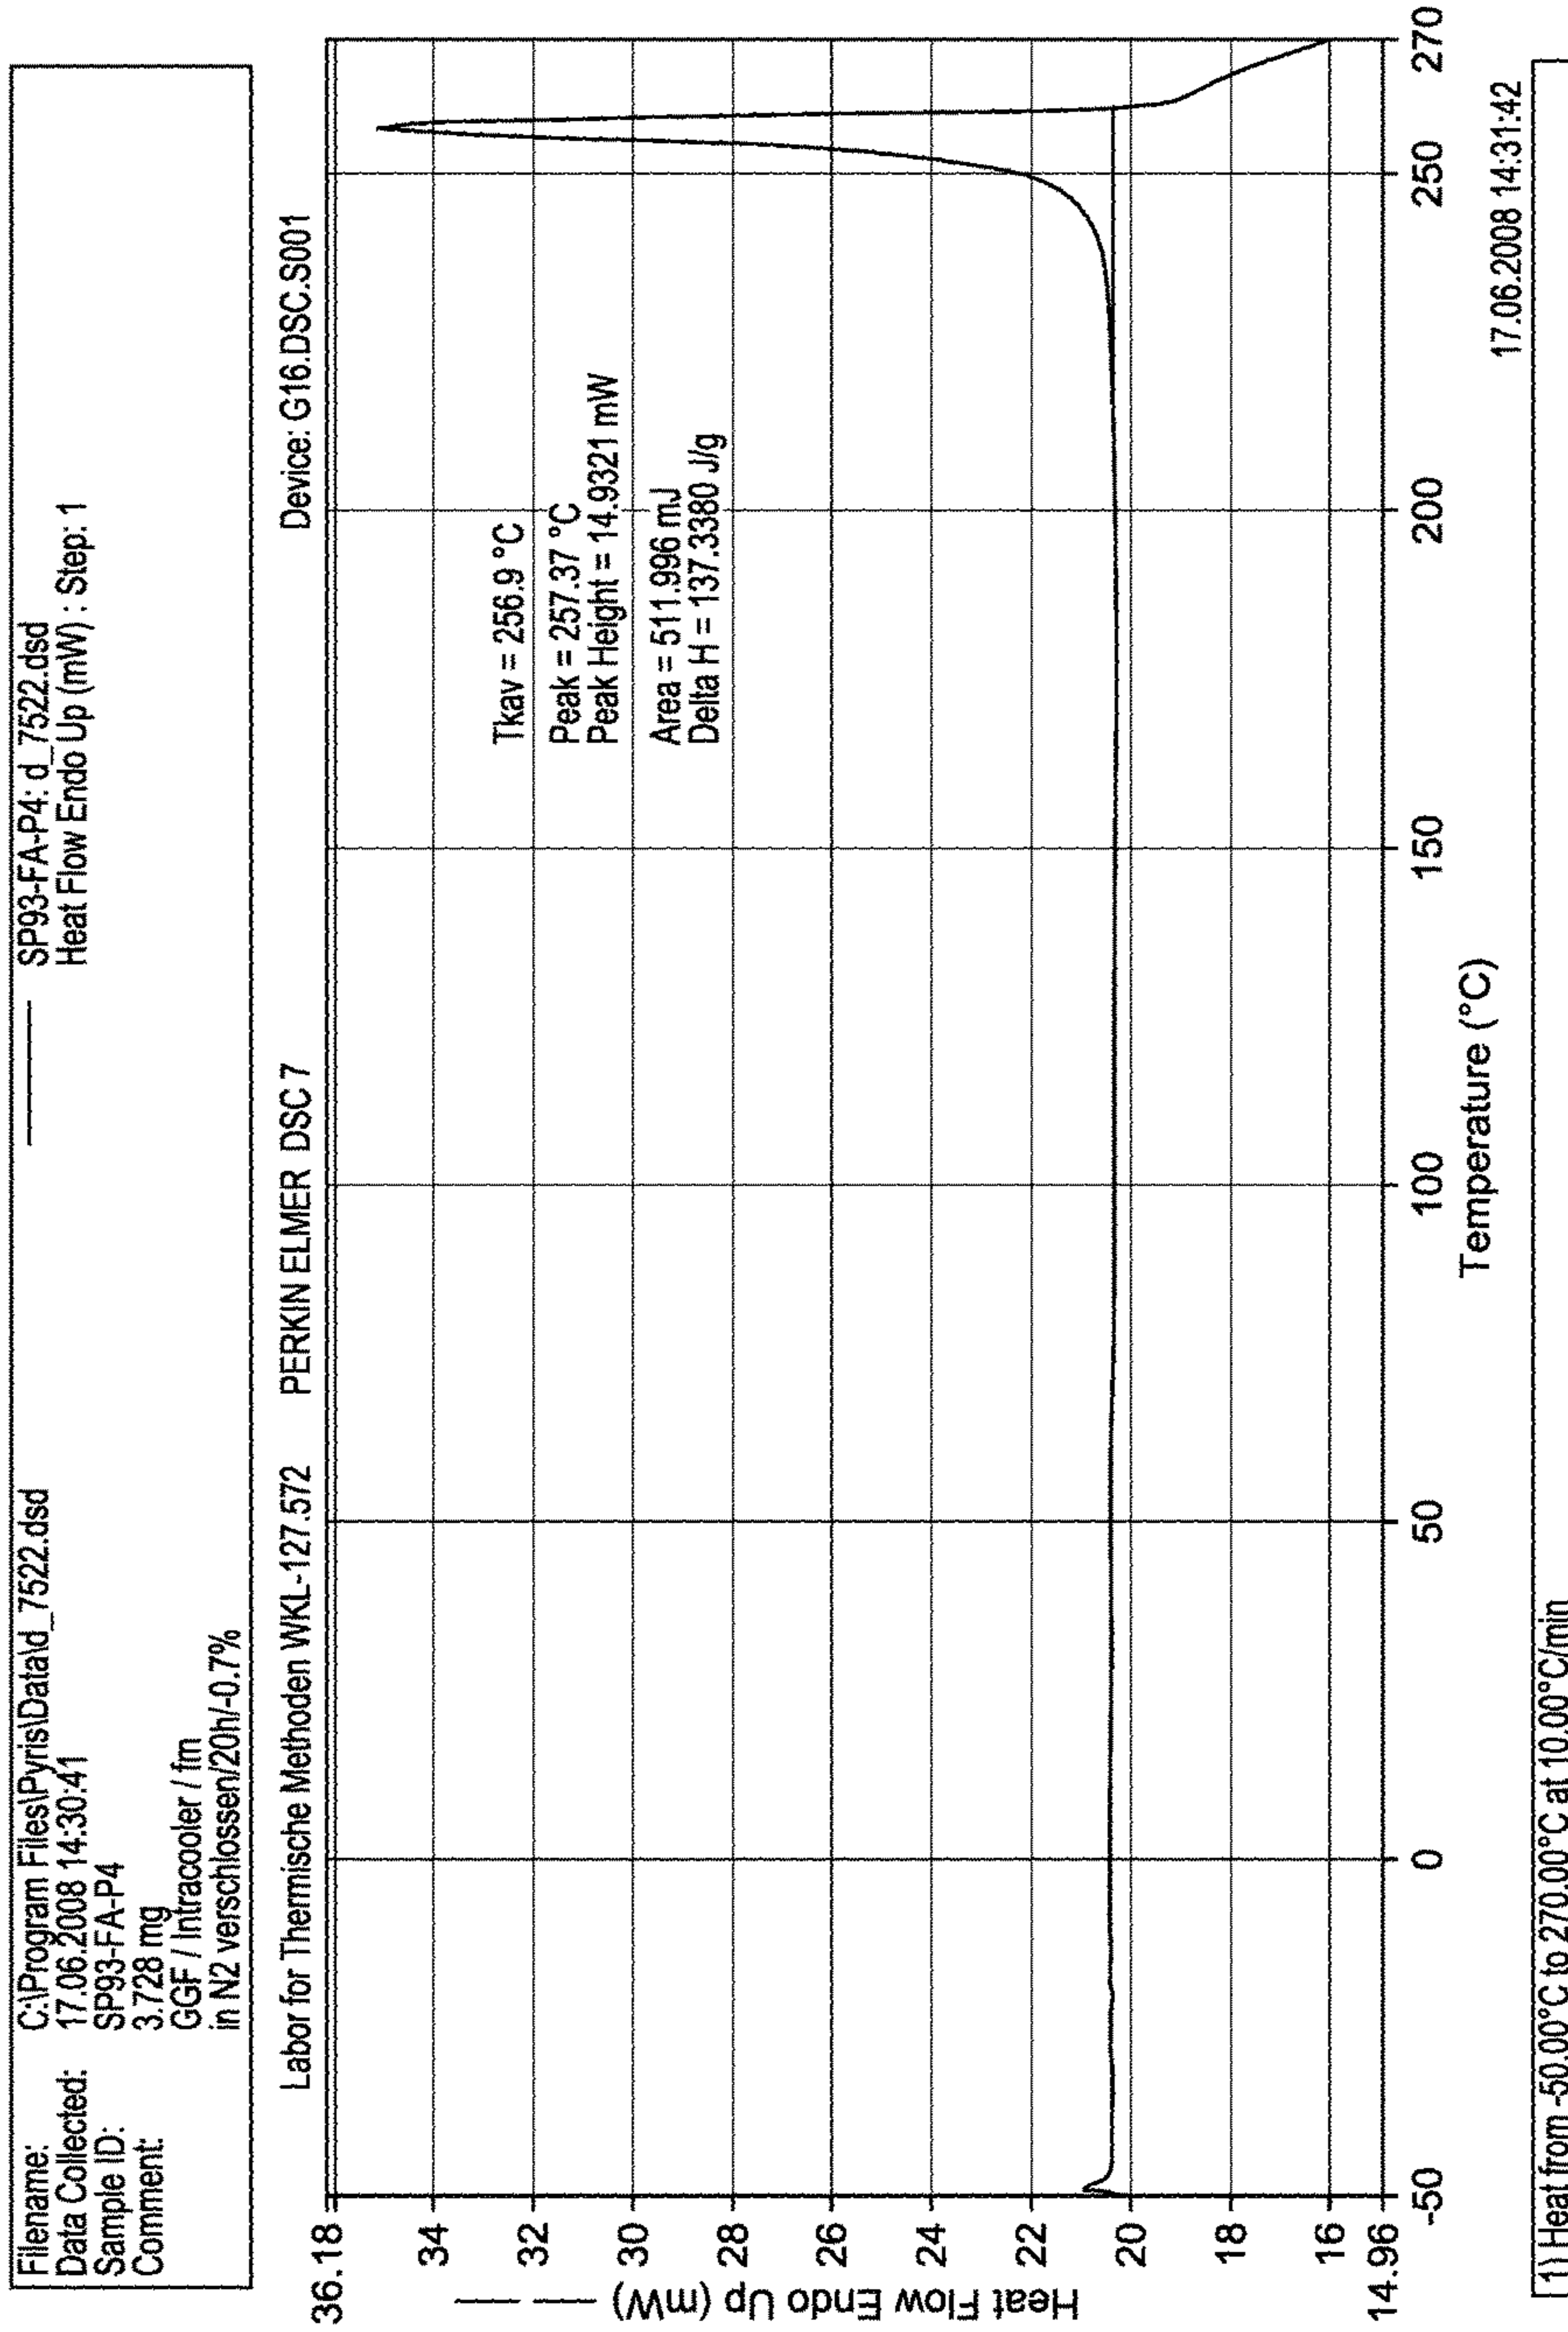 Filename: C:\Program Files\Pyris\Data\d_7522.dsd
Data Collected: 17.06.2008 14:30:41
Sample ID: SP93-FA-P4
Comment: 3.728 mg
GGF / Intracooler / fm
in N2 verschlossen/20h/-0.7%
SP93-FA-P4: d_7522.dsd
Heat Flow Endo Up (mW) : Step: 1
Labor for Thermische Methoden WKL-127.572 PERKIN ELMER DSC 7 Device: G16.DSC.S001
Heat Flow Endo Up (mW)
36.18
34
32
30
28
26
24
22
20
18
16
14.96
Tkav = 256.9 °C
Peak = 257.37 °C
Peak Height = 14.9321 mW
Area = 511.996 mJ
Delta H = 137.3380 J/g
-50 0 50 100 150 200 250 270
Temperature (°C)
17.06.2008 14:31:42
1) Heat from -50.00°C to 270.00°C at 10.00°C/min